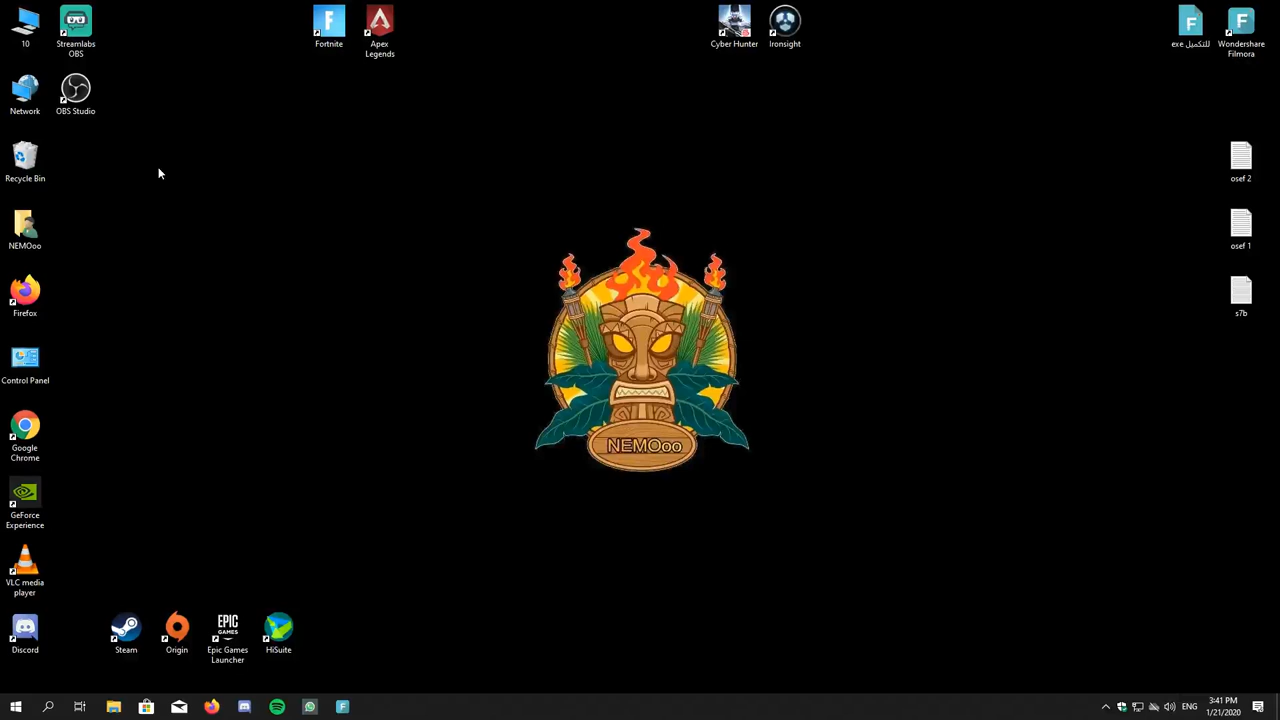 10
Streamlabs
OBS
Fortnite
Apex
Legends
Cyber Hunter
Ironsight
للتكميل exe
Wondershare
Filmora
Network
OBS Studio
Recycle Bin
osef 2
NEMOoo
osef 1
Firefox
s7b
Control Panel
Google
Chrome
NEMOoo
GeForce
Experience
VLC media
player
Discord
Steam
Origin
EPIC
GAMES
Epic Games
Launcher
HiSuite
ENG
3:41 PM
1/21/2020